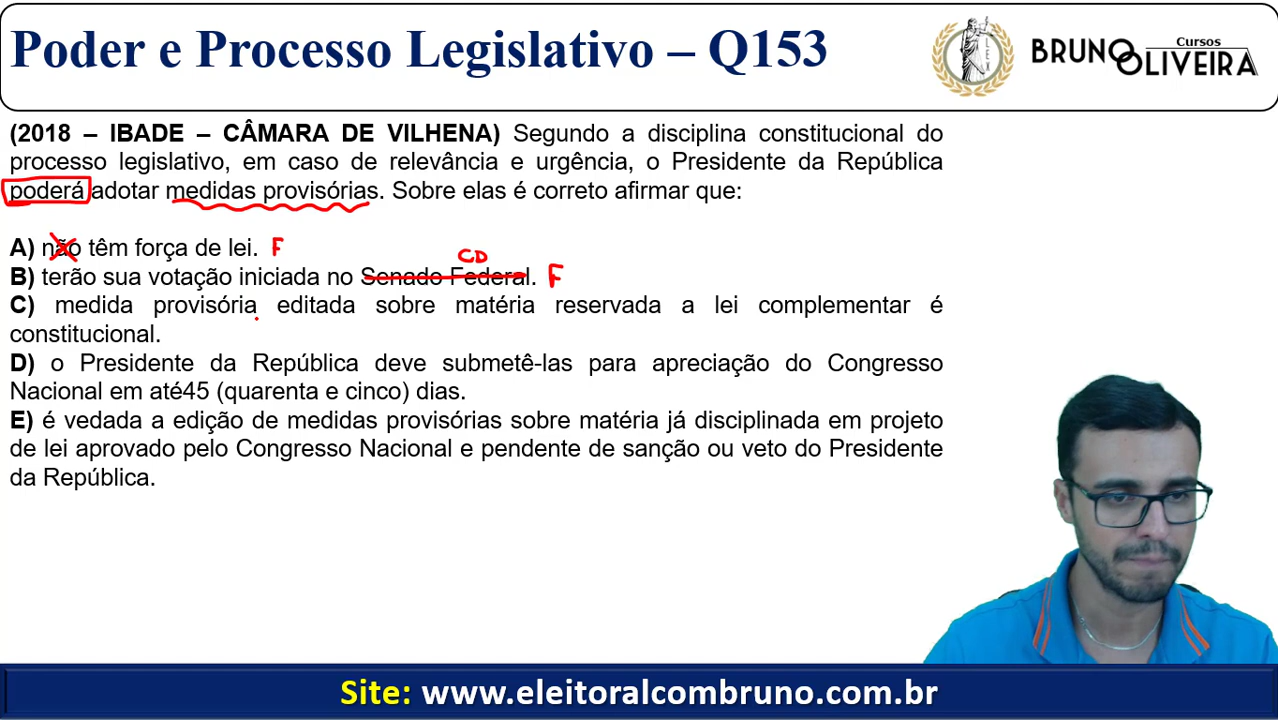 Poder e Processo Legislativo – Q153
LEX
Cursos
BRUNO
OLIVEIRA
(2018 – IBADE – CÂMARA DE VILHENA) Segundo a disciplina constitucional do
processo legislativo, em caso de relevância e urgência, o Presidente da República
poderá adotar medidas provisórias. Sobre elas é correto afirmar que:
A) não têm força de lei. F
CD
B) terão sua votação iniciada no Senado Federal. F
C) medida provisória editada sobre matéria reservada a lei complementar é
constitucional.
D) o Presidente da República deve submetê-las para apreciação do Congresso
Nacional em até45 (quarenta e cinco) dias.
E) é vedada a edição de medidas provisórias sobre matéria já disciplinada em projeto
de lei aprovado pelo Congresso Nacional e pendente de sanção ou veto do Presidente
da República.
Site: www.eleitoralcombruno.com.br